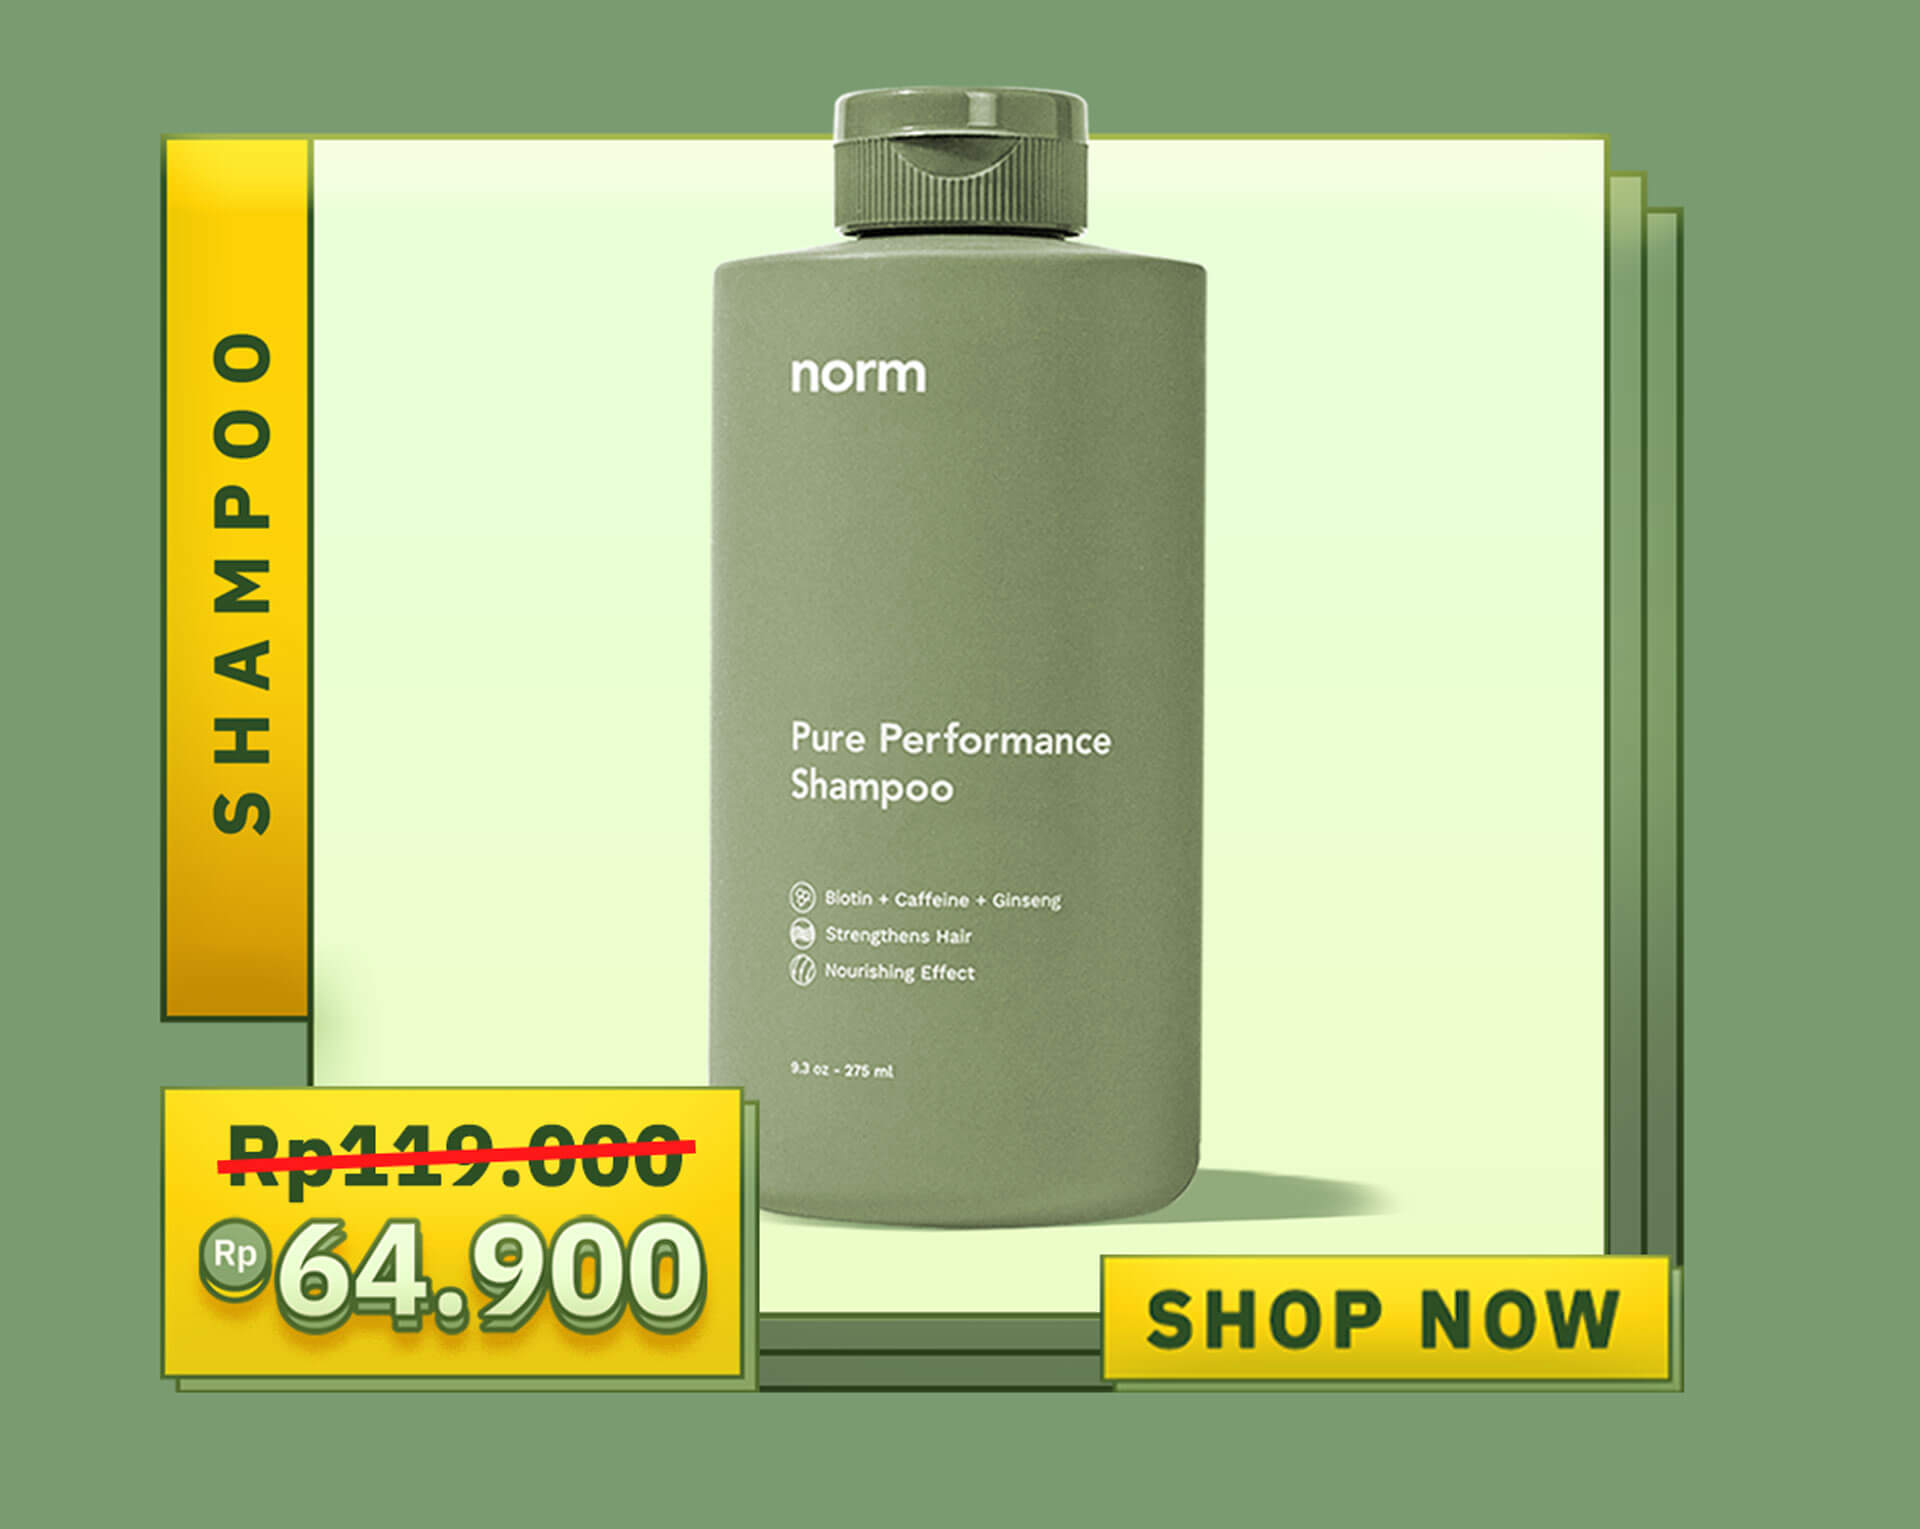 SHAMPOO
norm
Pure Performance
Shampoo
Biotin + Caffeine + Ginseng
Strengthens Hair
Nourishing Effect
9.3 oz - 275 ml
Rp119.000
Rp 64.900
SHOP NOW